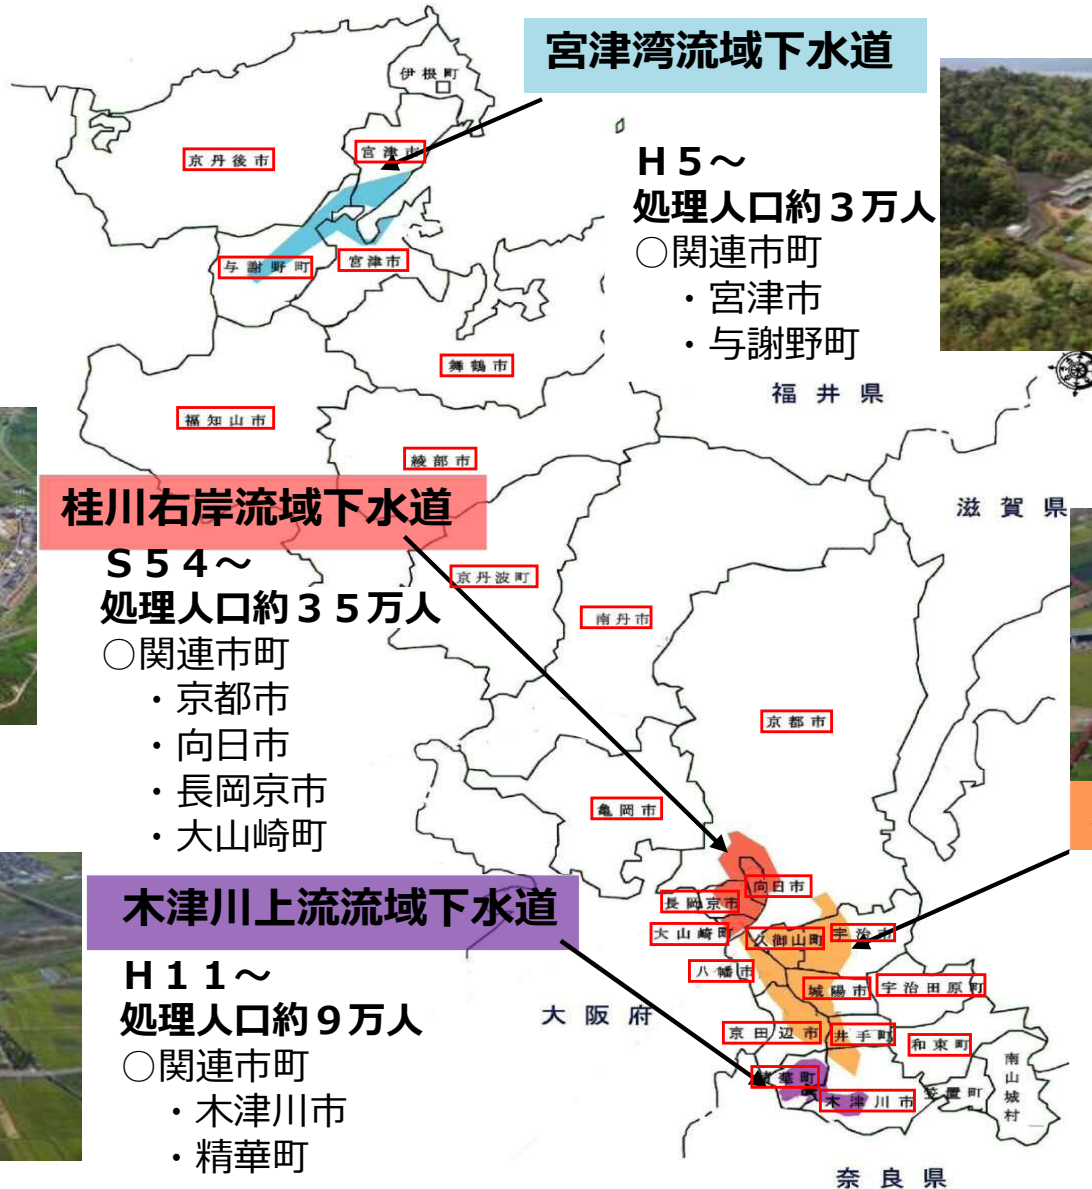 宮津湾流域下水道
Ｈ５～
処理人口約３万人
○関連市町
・宮津市
・与謝野町
伊根町
京丹後市
宮津市
与謝野町
宮津市
舞鶴市
福知山市
綾部市
福井県
滋賀県
桂川右岸流域下水道
Ｓ５４～
処理人口約３５万人
○関連市町
・京都市
・向日市
・長岡京市
・大山崎町
京丹波町
南丹市
京都市
亀岡市
向日市
長岡京市
大山崎町
久御山町
宇治市
八幡市
城陽市
宇治田原町
京田辺市
井手町
和束町
精華町
木津川市
笠置町
南山城村
大阪府
奈良県
木津川上流流域下水道
Ｈ１１～
処理人口約９万人
○関連市町
・木津川市
・精華町